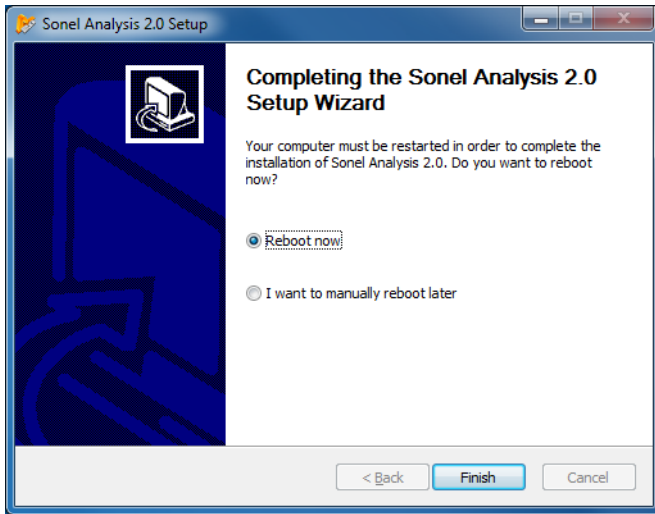 Sonel Analysis 2.0 Setup
Completing the Sonel Analysis 2.0
Setup Wizard
Your computer must be restarted in order to complete the
installation of Sonel Analysis 2.0. Do you want to reboot
now?
Reboot now
I want to manually reboot later
< Back
Finish
Cancel